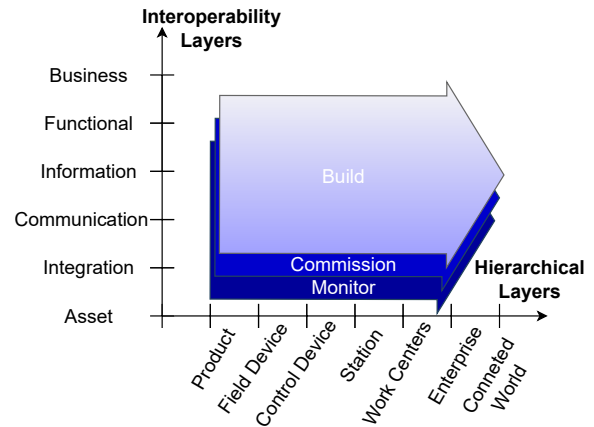 Interoperability
Layers
Business
Functional
Information
Communication
Integration
Asset
Build
Commission
Monitor
Hierarchical
Layers
Product
Field Device
Control Device
Station
Work Centers
Enterprise
Conneted
World